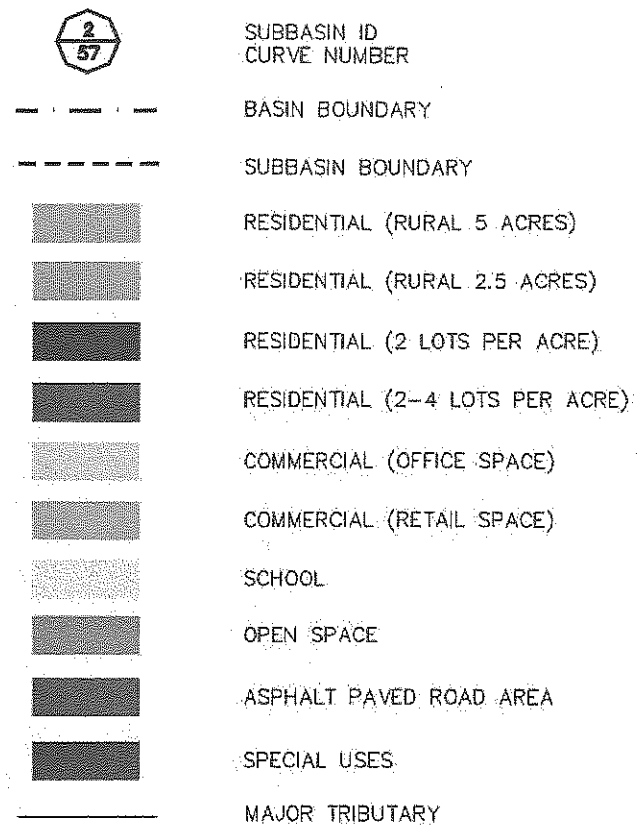 2
57
SUBBASIN ID
CURVE NUMBER
BASIN BOUNDARY
SUBBASIN BOUNDARY
RESIDENTIAL (RURAL 5 ACRES)
RESIDENTIAL (RURAL 2.5 ACRES)
RESIDENTIAL (2 LOTS PER ACRE)
RESIDENTIAL (2-4 LOTS PER ACRE)
COMMERCIAL (OFFICE SPACE)
COMMERCIAL (RETAIL SPACE)
SCHOOL
OPEN SPACE
ASPHALT PAVED ROAD AREA
SPECIAL USES
MAJOR TRIBUTARY